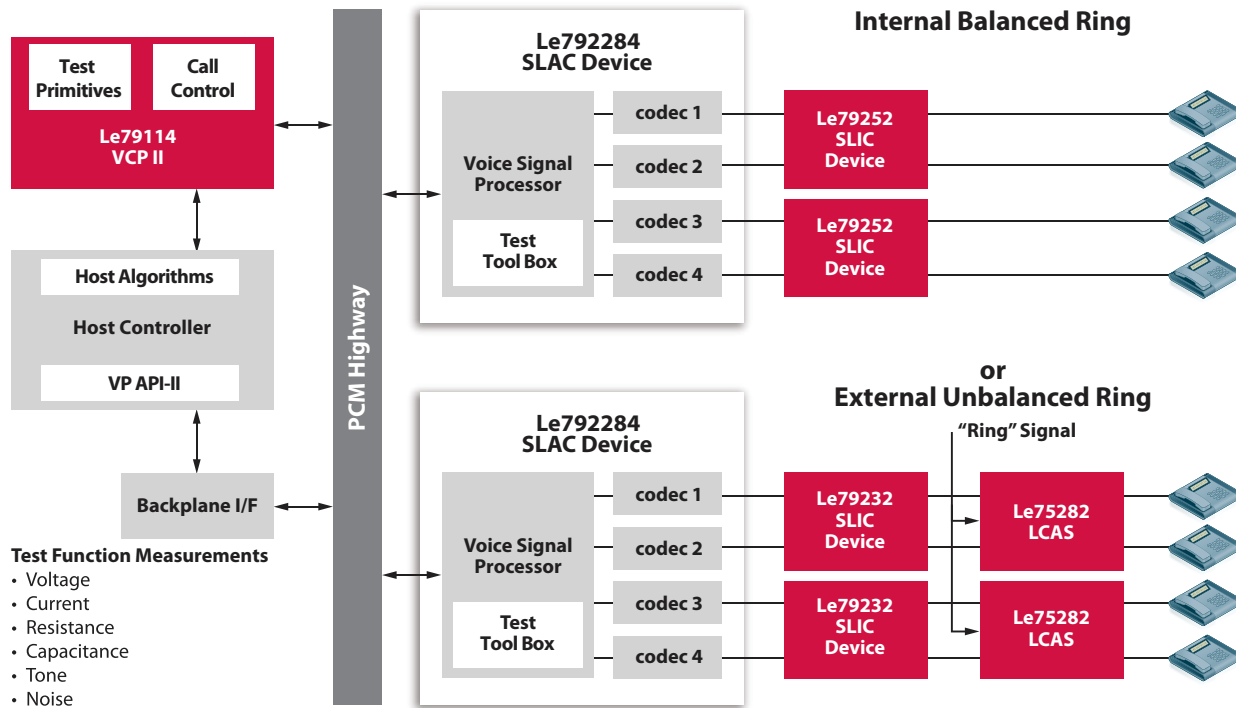 Test
Primitives
Call
Control
Le79114
VCP II
Host Algorithms
Host Controller
VP API-II
Backplane I/F
Test Function Measurements
• Voltage
• Current
• Resistance
• Capacitance
• Tone
• Noise
PCM Highway
Le792284
SLAC Device
Voice Signal
Processor
Test
Tool Box
codec 1
codec 2
codec 3
codec 4
Internal Balanced Ring
Le79252
SLIC
Device
Le79252
SLIC
Device
or
External Unbalanced Ring
"Ring" Signal
Le792284
SLAC Device
Voice Signal
Processor
Test
Tool Box
codec 1
codec 2
codec 3
codec 4
Le79232
SLIC
Device
Le79232
SLIC
Device
Le75282
LCAS
Le75282
LCAS